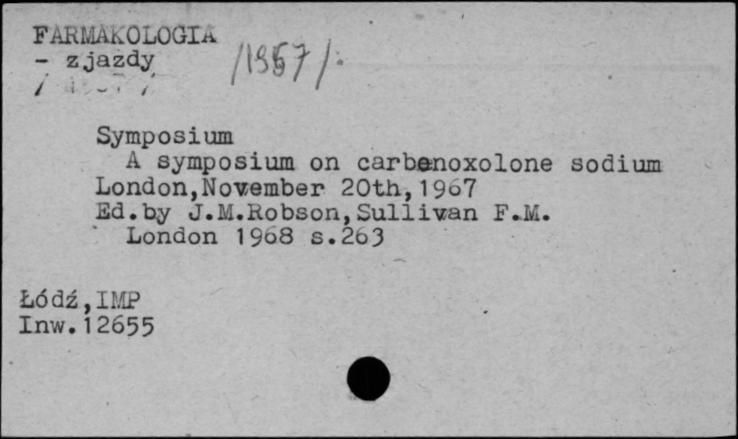 FARMAKOLOGIA
- zjazdy /1967/.
Symposium
A symposium on carbenoxolone sodium
London,November 20th,1967
Ed.by J.M.Robson,Sullivan F.M.
London 1968 s.263
Łódź,IMP
Inw.12655